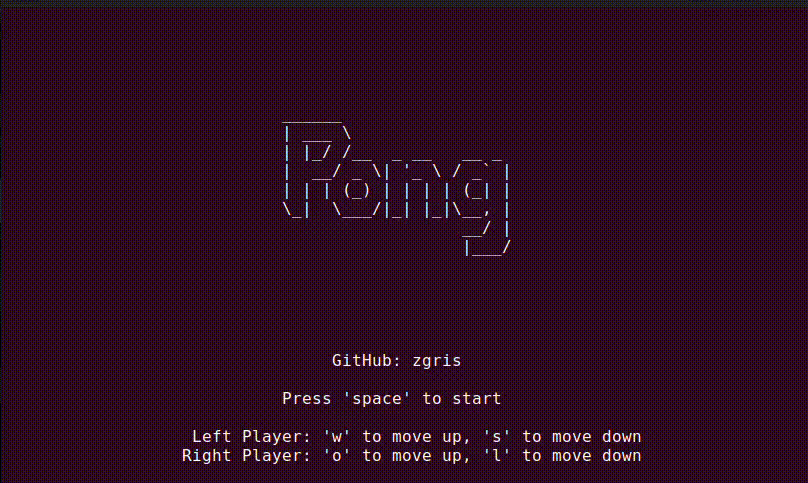 Pong
GitHub: zgris
Press 'space' to start
Left Player: 'w' to move up, 's' to move down
Right Player: 'o' to move up, 'l' to move down